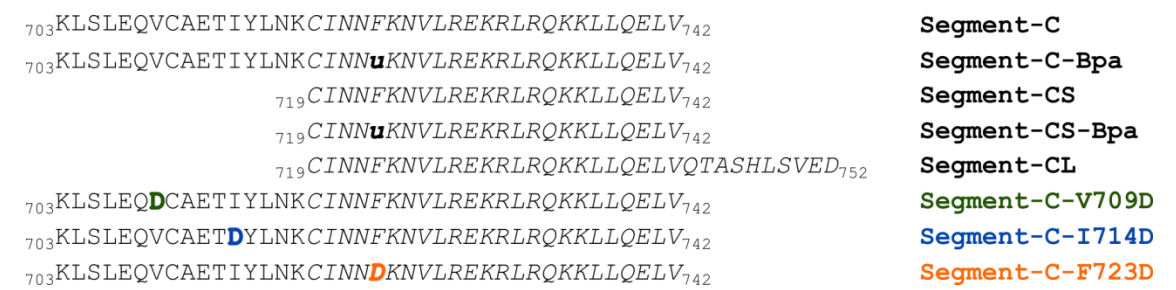 703KLSLEQVCAETIYLNKCINNFKNVLREKRLRQKKLLQELV742 Segment-C
703KLSLEQVCAETIYLNKCINNuKNVLREKRLRQKKLLQELV742 Segment-C-Bpa
719CINNFKNVLREKRLRQKKLLQELV742 Segment-CS
719CINNuKNVLREKRLRQKKLLQELV742 Segment-CS-Bpa
719CINNFKNVLREKRLRQKKLLQELVQTASHLSVED752 Segment-CL
703KLSLEQDCAETIYLNKCINNFKNVLREKRLRQKKLLQELV742 Segment-C-V709D
703KLSLEQVCAETDYLNKCINNFKNVLREKRLRQKKLLQELV742 Segment-C-I714D
703KLSLEQVCAETIYLNKCINNDKNVLREKRLRQKKLLQELV742 Segment-C-F723D